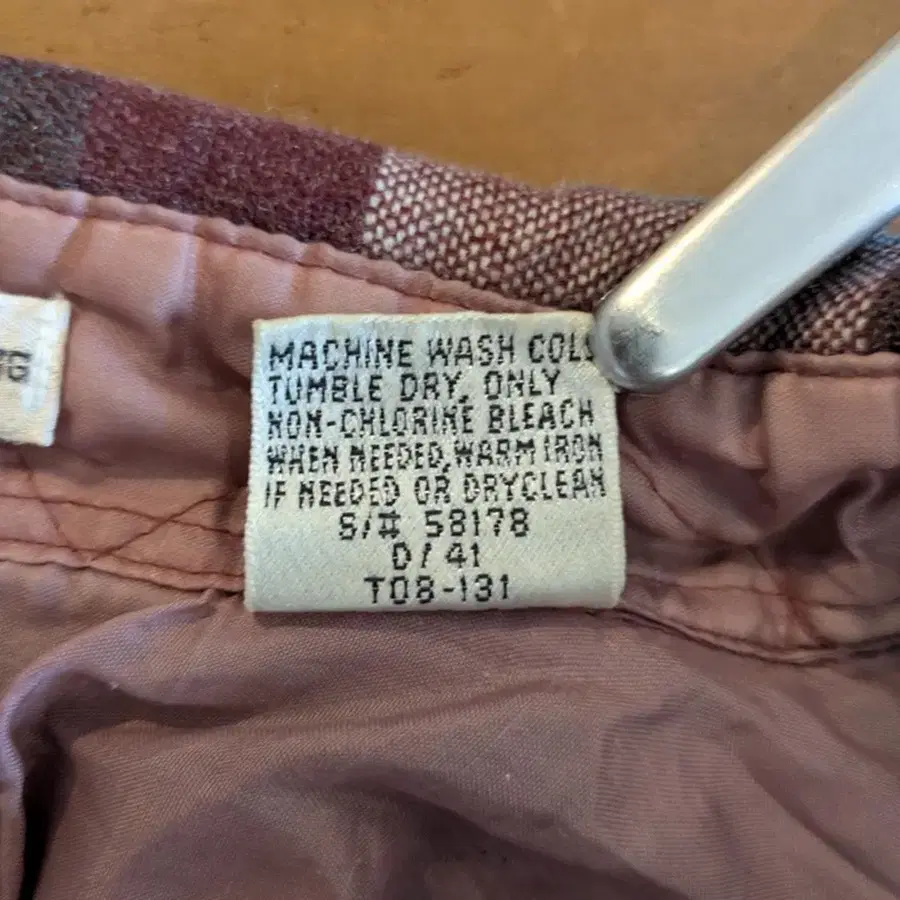 MACHINE WASH COL
TUMBLE DRY, ONLY
NON-CHLORINE BLEACH
WHEN NEEDED, WARM IRON
IF NEEDED OR DRYCLEAN
S/# 58178
D/ 41
T08-131